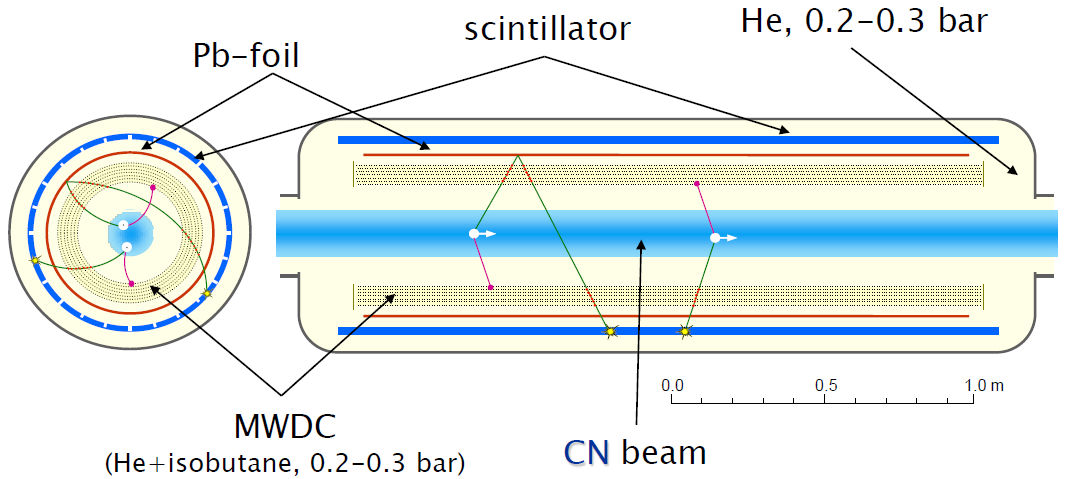 He, 0.2-0.3 bar
scintillator
Pb-foil
0.0 0.5 1.0 m
MWDC
(He+isobutane, 0.2-0.3 bar)
CN beam